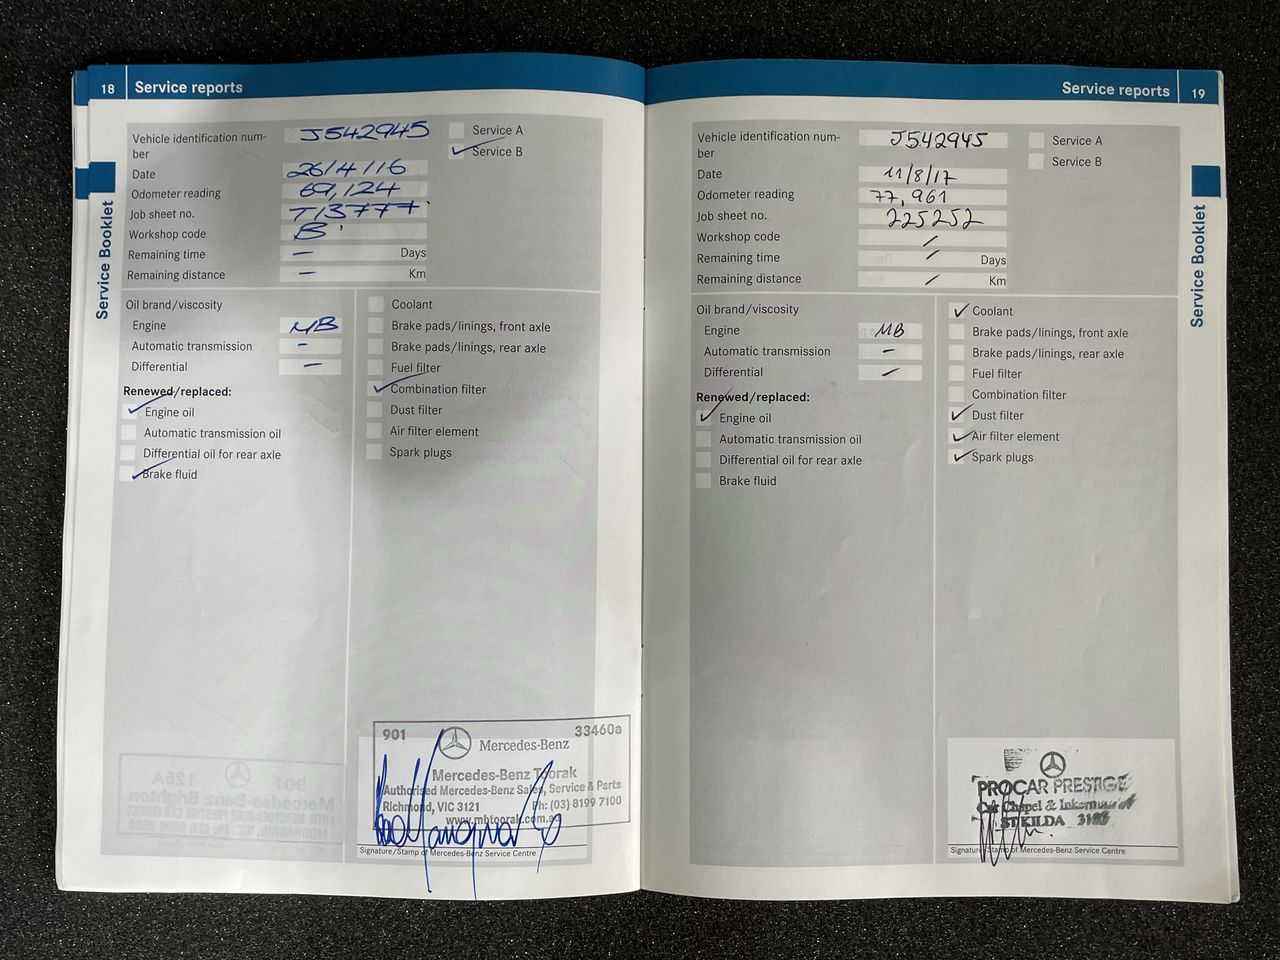 18 Service reports
Service Booklet
Vehicle identification num-
ber
J542945
Service A
Service B
Date 26/4/16
Odometer reading 69,124
Job sheet no. T13777
Workshop code B
Remaining time – Days
Remaining distance – Km
Oil brand/viscosity
Engine MB
Automatic transmission -
Differential –
Renewed/replaced:
Engine oil
Automatic transmission oil
Differential oil for rear axle
Brake fluid
Coolant
Brake pads/linings, front axle
Brake pads/linings, rear axle
Fuel filter
Combination filter
Dust filter
Air filter element
Spark plugs
901 Mercedes-Benz 33460a
Mercedes-Benz Toorak
Authorised Mercedes-Benz Sales, Service & Parts
Richmond, VIC 3121 Ph: (03) 8199 7100
www.mbtoorak.com.au
Signature/Stamp of Mercedes-Benz Service Centre
Service reports 19
Service Booklet
Vehicle identification num-
ber
J542945
Service A
Service B
Date 11/8/17
Odometer reading 77,961
Job sheet no. 225252
Workshop code /
Remaining time / Days
Remaining distance / Km
Oil brand/viscosity
Engine MB
Automatic transmission –
Differential –
Renewed/replaced:
Engine oil
Automatic transmission oil
Differential oil for rear axle
Brake fluid
Coolant
Brake pads/linings, front axle
Brake pads/linings, rear axle
Fuel filter
Combination filter
Dust filter
Air filter element
Spark plugs
PROCAR PRESTIGE
Cnr Chapel & Inkerman
ST KILDA
Signature/Stamp of Mercedes-Benz Service Centre